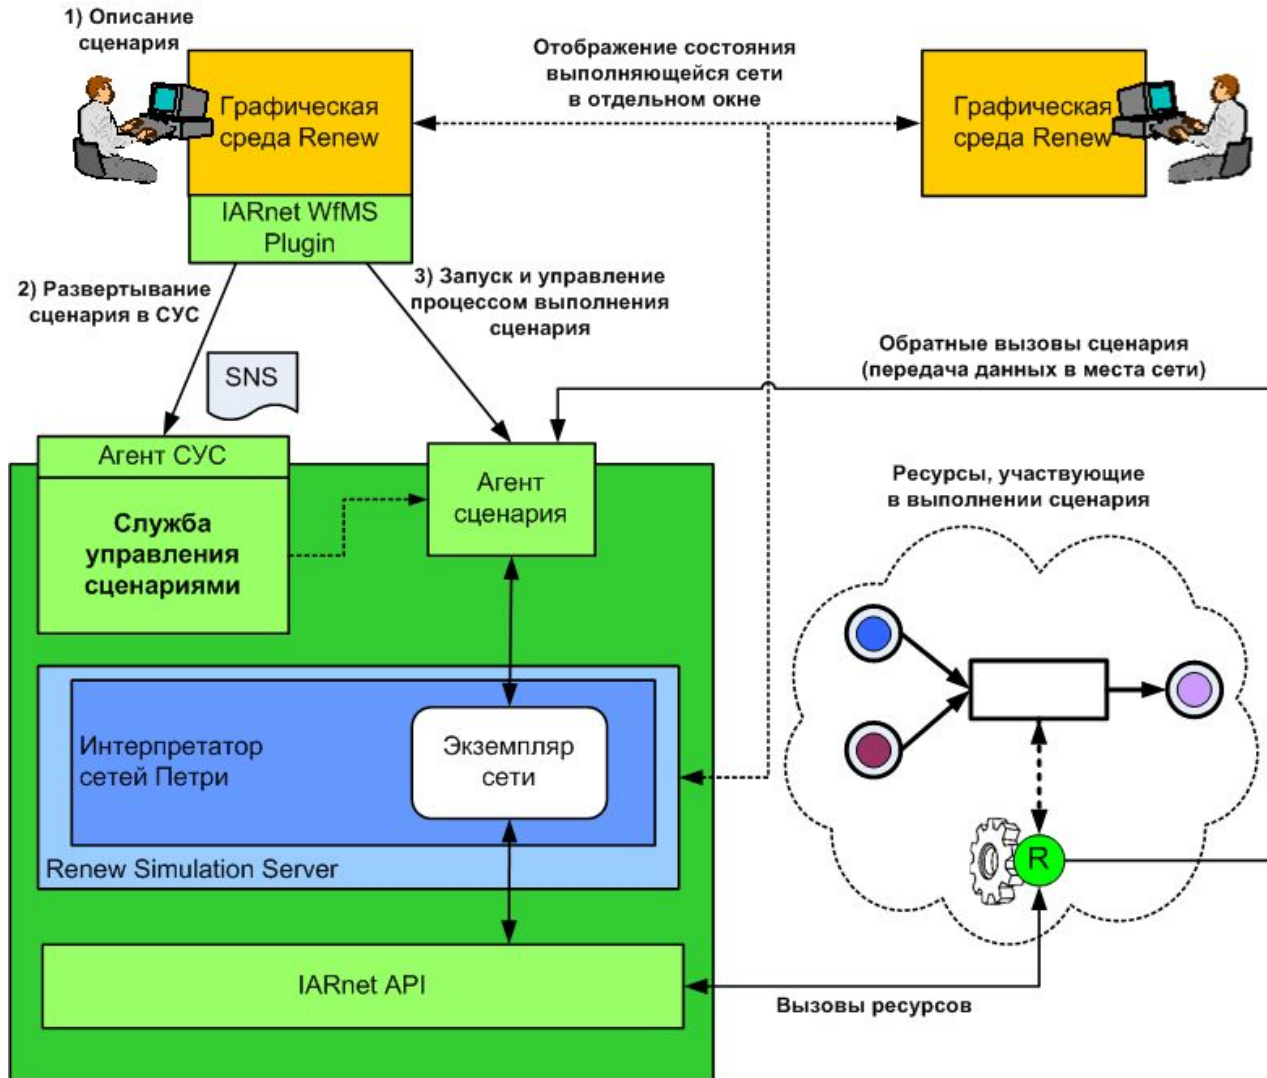 1) Описание
сценария
Отображение состояния
выполняющейся сети
в отдельном окне
Графическая
среда Renew
Графическая
среда Renew
IARnet WfMS
Plugin
2) Развертывание
сценария в СУС
3) Запуск и управление
процессом выполнения
сценария
SNS
Обратные вызовы сценария
(передача данных в места сети)
Агент СУС
Служба
управления
сценариями
Агент
сценария
Ресурсы, участвующие
в выполнении сценария
Интерпретатор
сетей Петри
Экземпляр
сети
Renew Simulation Server
R
IARnet API
Вызовы ресурсов